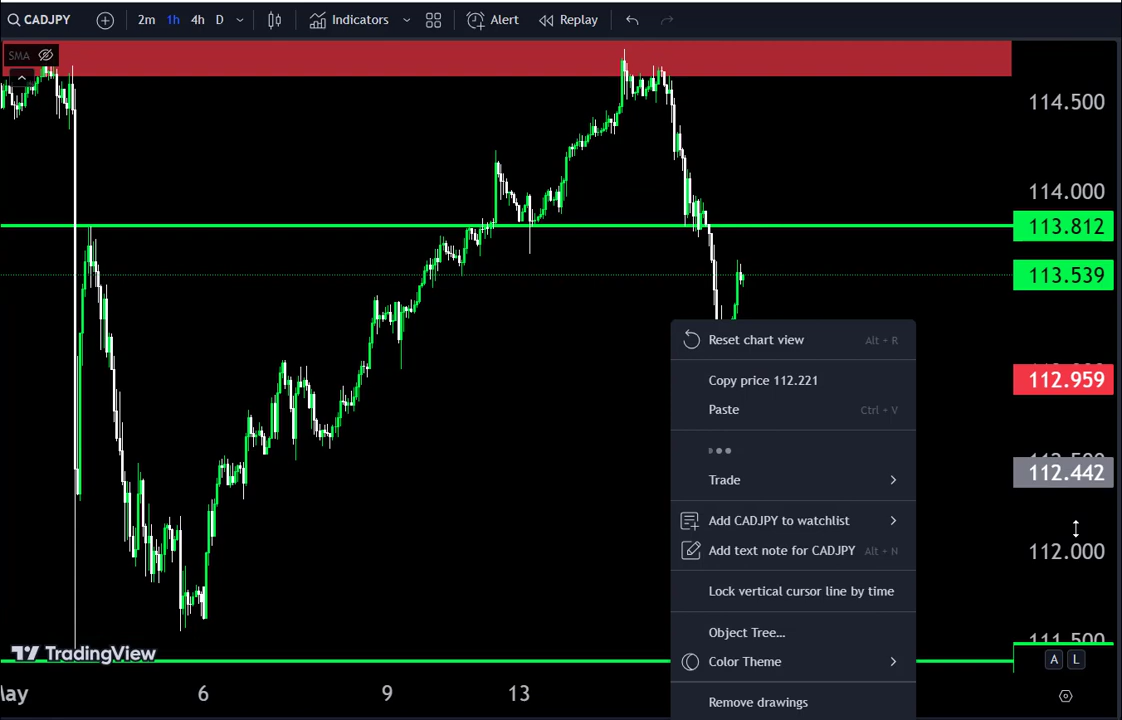 CADJPY 2m 1h 4h D Indicators Alert Replay
SMA
114.500
114.000
113.812
113.539
Reset chart view Alt + R
Copy price 112.221
112.959
Paste Ctrl + V
112.442
Trade
Add CADJPY to watchlist
Add text note for CADJPY Alt + N
112.000
Lock vertical cursor line by time
Object Tree...
111.500
TradingView
Color Theme
A L
May 6 9 13
Remove drawings